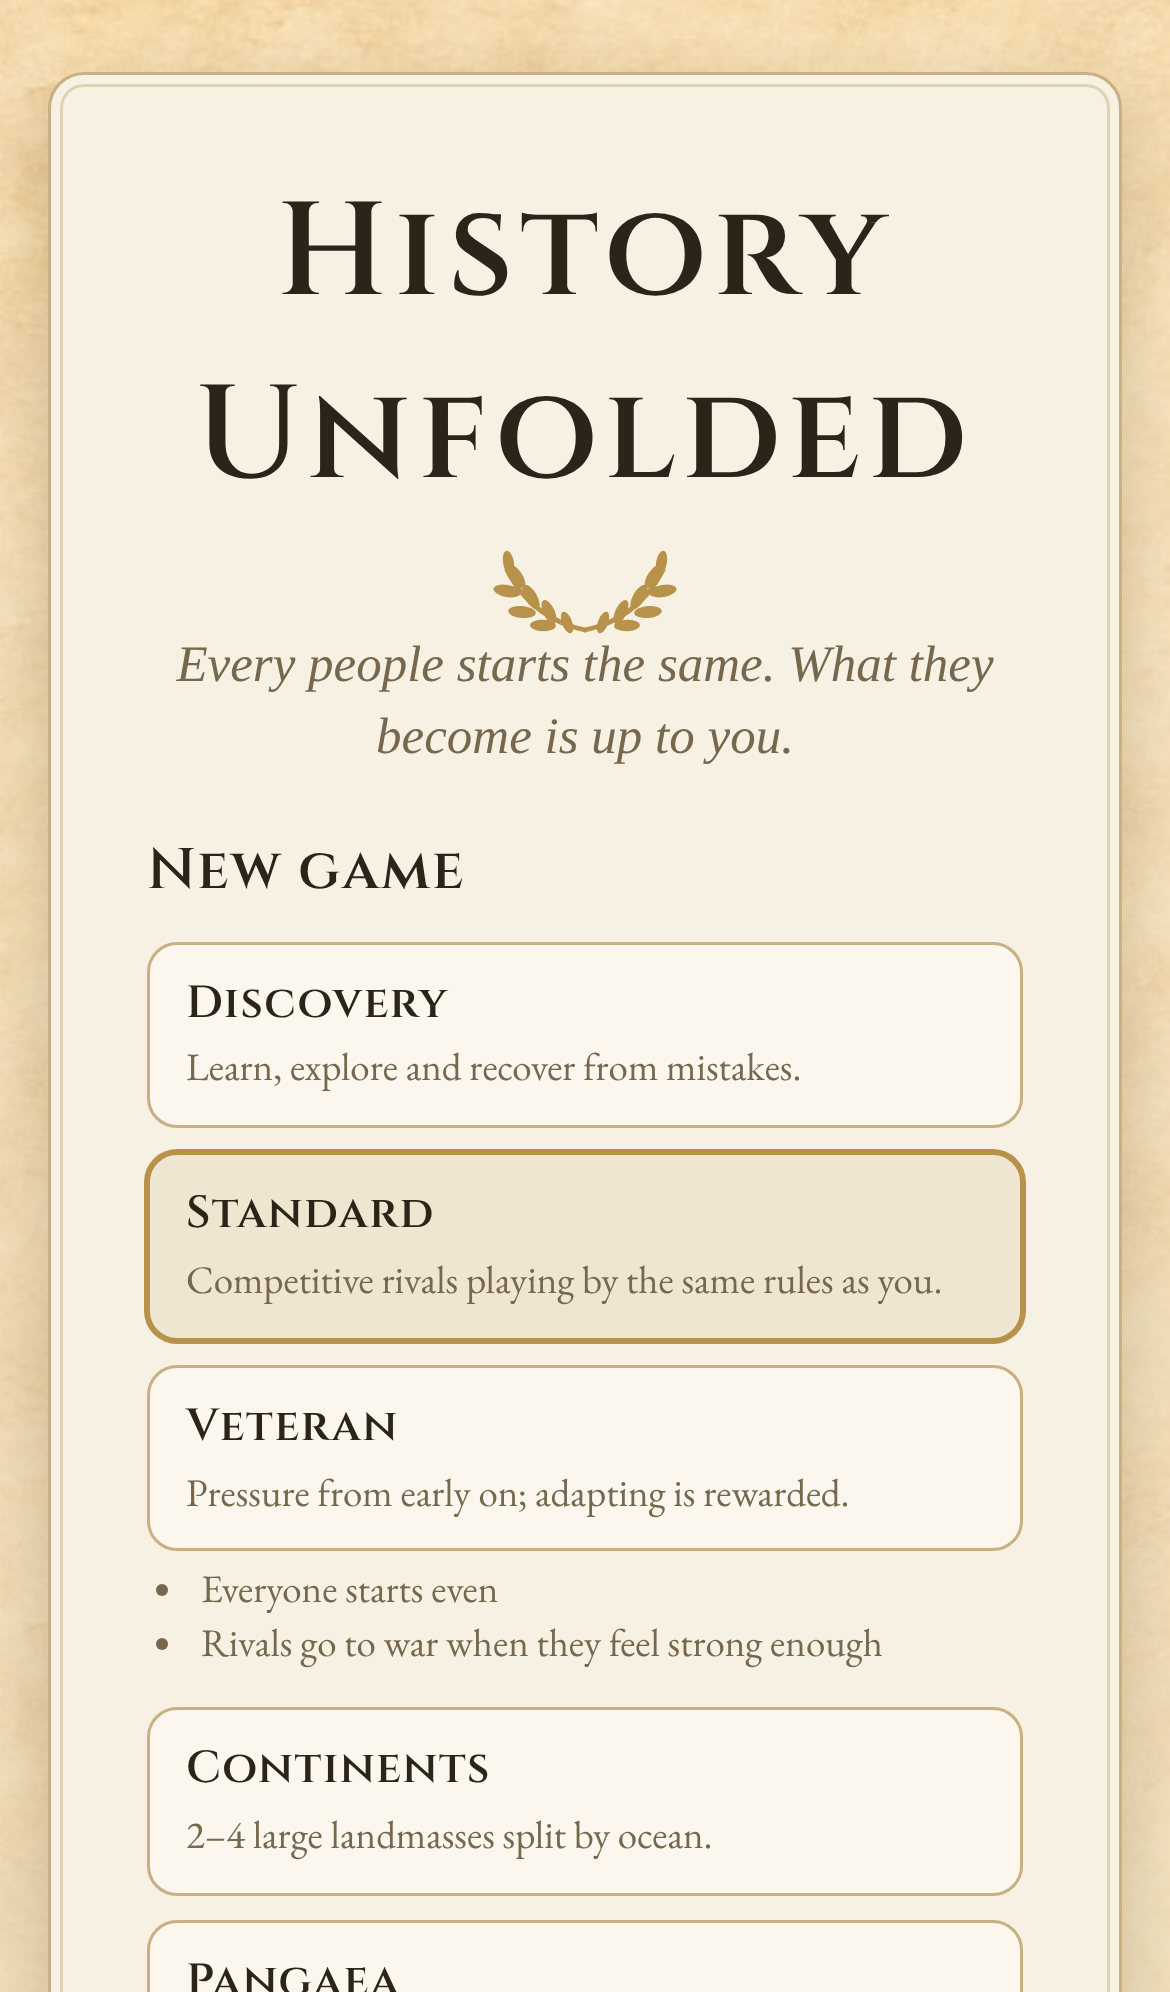 History
Unfolded
Every people starts the same. What they
become is up to you.
New game
Discovery
Learn, explore and recover from mistakes.
Standard
Competitive rivals playing by the same rules as you.
Veteran
Pressure from early on; adapting is rewarded.
• Everyone starts even
• Rivals go to war when they feel strong enough
Continents
2–4 large landmasses split by ocean.
Pangaea